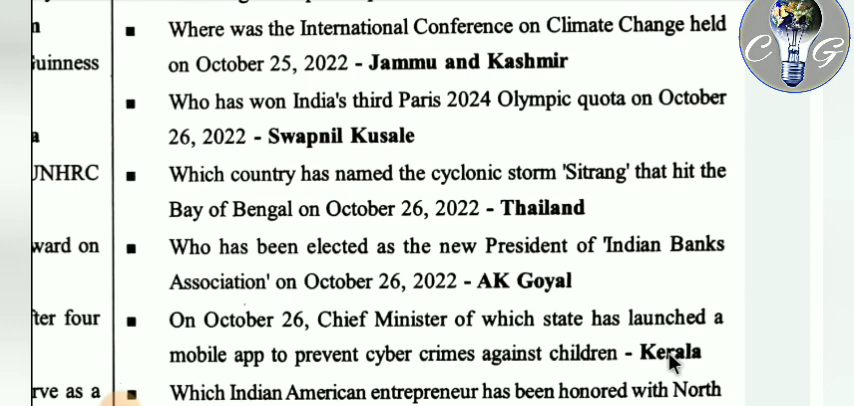 n
uinness
a
UNHRC
ward on
ter four
rve as a
■ Where was the International Conference on Climate Change held
on October 25, 2022 - Jammu and Kashmir
■ Who has won India's third Paris 2024 Olympic quota on October
26, 2022 - Swapnil Kusale
■ Which country has named the cyclonic storm 'Sitrang' that hit the
Bay of Bengal on October 26, 2022 - Thailand
■ Who has been elected as the new President of 'Indian Banks
Association' on October 26, 2022 - AK Goyal
■ On October 26, Chief Minister of which state has launched a
mobile app to prevent cyber crimes against children - Kerala
■ Which Indian American entrepreneur has been honored with North
C G